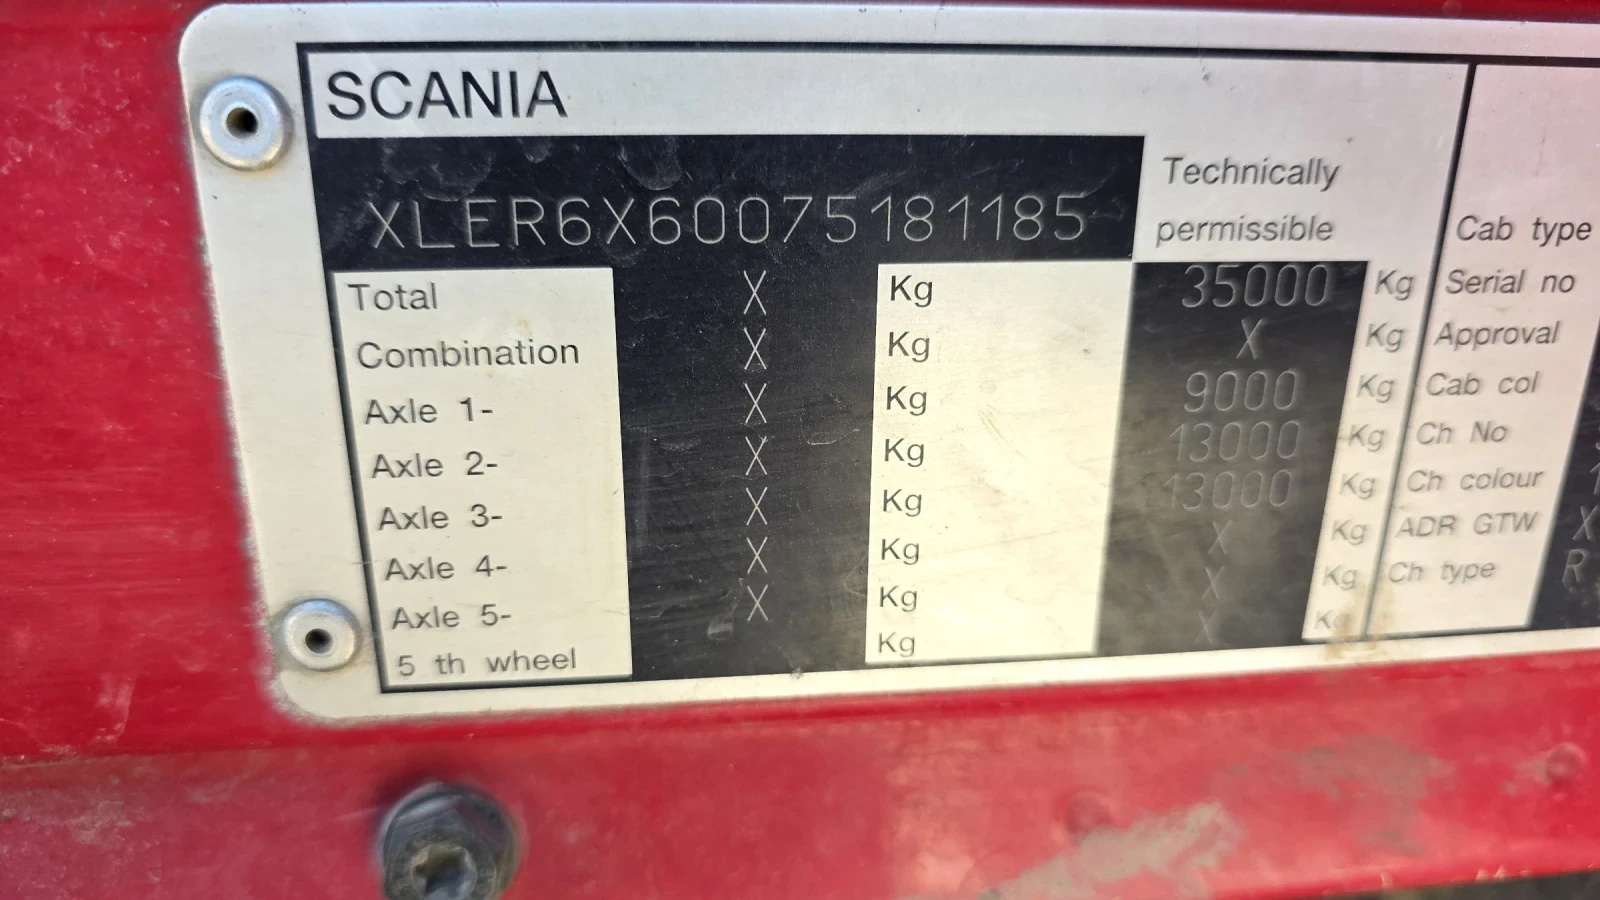 SCANIA
XLER6X60075181185
Technically
permissible
Total X Kg 35000 Kg
Combination X Kg X Kg
Axle 1- X Kg 9000 Kg
Axle 2- X Kg 13000 Kg
Axle 3- X Kg 13000 Kg
Axle 4- X Kg X Kg
Axle 5- X Kg X Kg
5 th wheel Kg X Kg
Cab type
Serial no
Approval
Cab col
Ch No
Ch colour
ADR GTW X
Ch type R